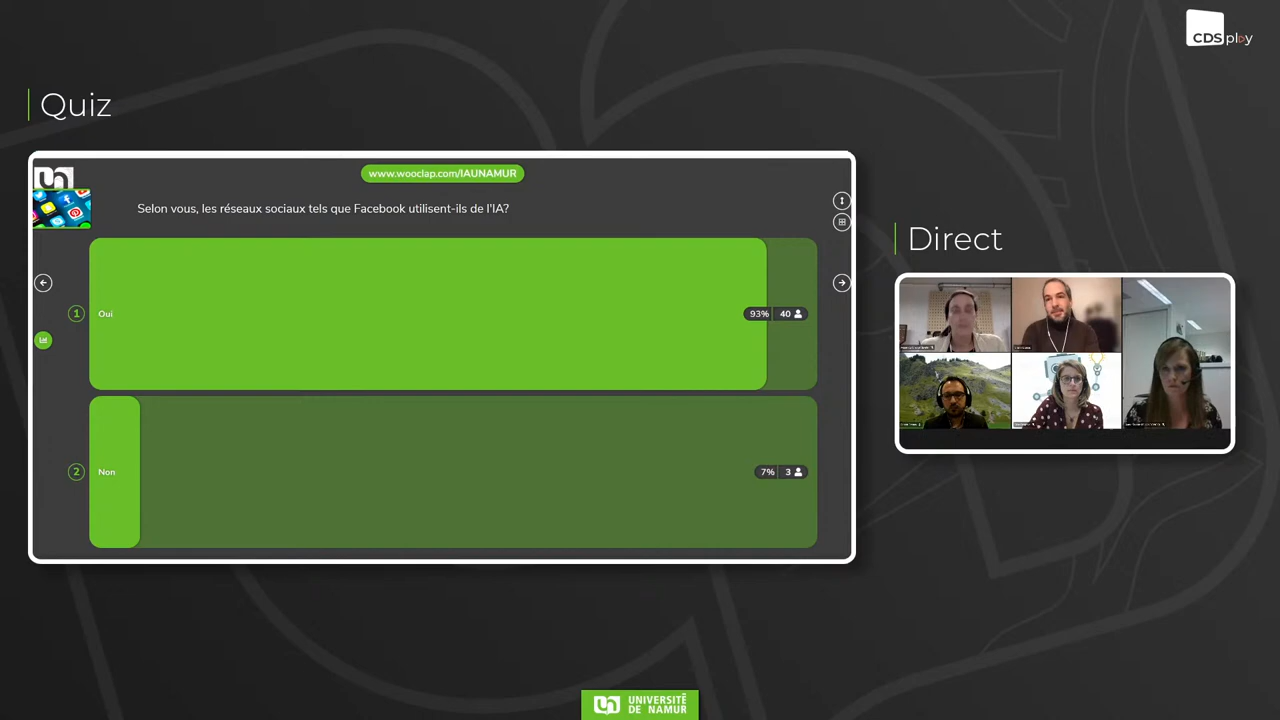 CDS play
Quiz
www.wooclap.com/IAUNAMUR
Selon vous, les réseaux sociaux tels que Facebook utilisent-ils de l'IA?
1 Oui 93% 40
2 Non 7% 3
Direct
UNIVERSITÉ
DE NAMUR